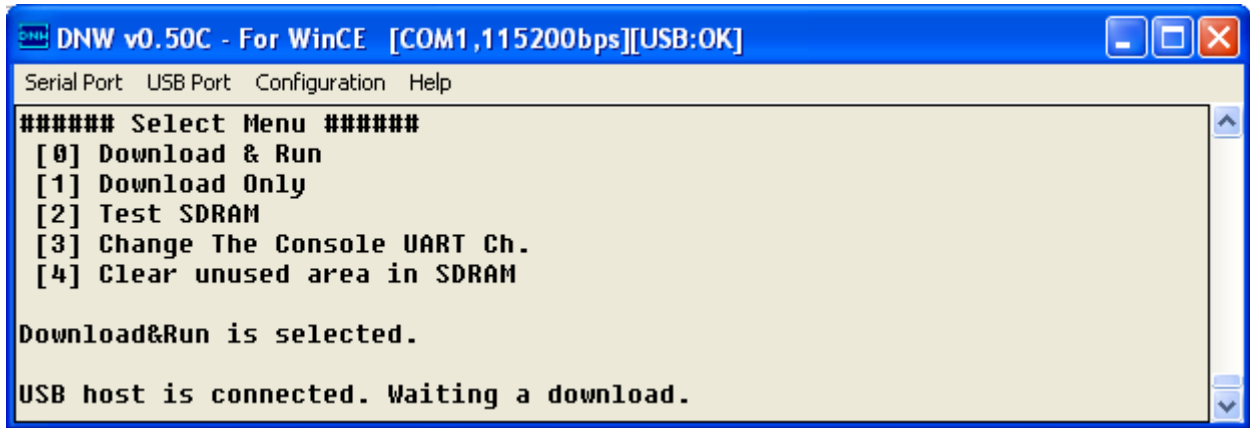 DNW v0.50C - For WinCE [COM1,115200bps][USB:OK]
Serial Port USB Port Configuration Help
###### Select Menu ######
[0] Download & Run
[1] Download Only
[2] Test SDRAM
[3] Change The Console UART Ch.
[4] Clear unused area in SDRAM
Download&Run is selected.
USB host is connected. Waiting a download.